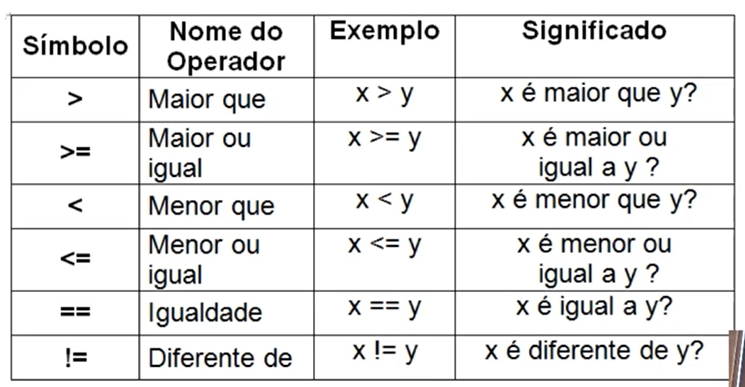 Símbolo Nome do Operador Exemplo Significado
> Maior que x > y x é maior que y?
>= Maior ou igual x >= y x é maior ou igual a y ?
< Menor que x < y x é menor que y?
<= Menor ou igual x <= y x é menor ou igual a y ?
== Igualdade x == y x é igual a y?
!= Diferente de x != y x é diferente de y?